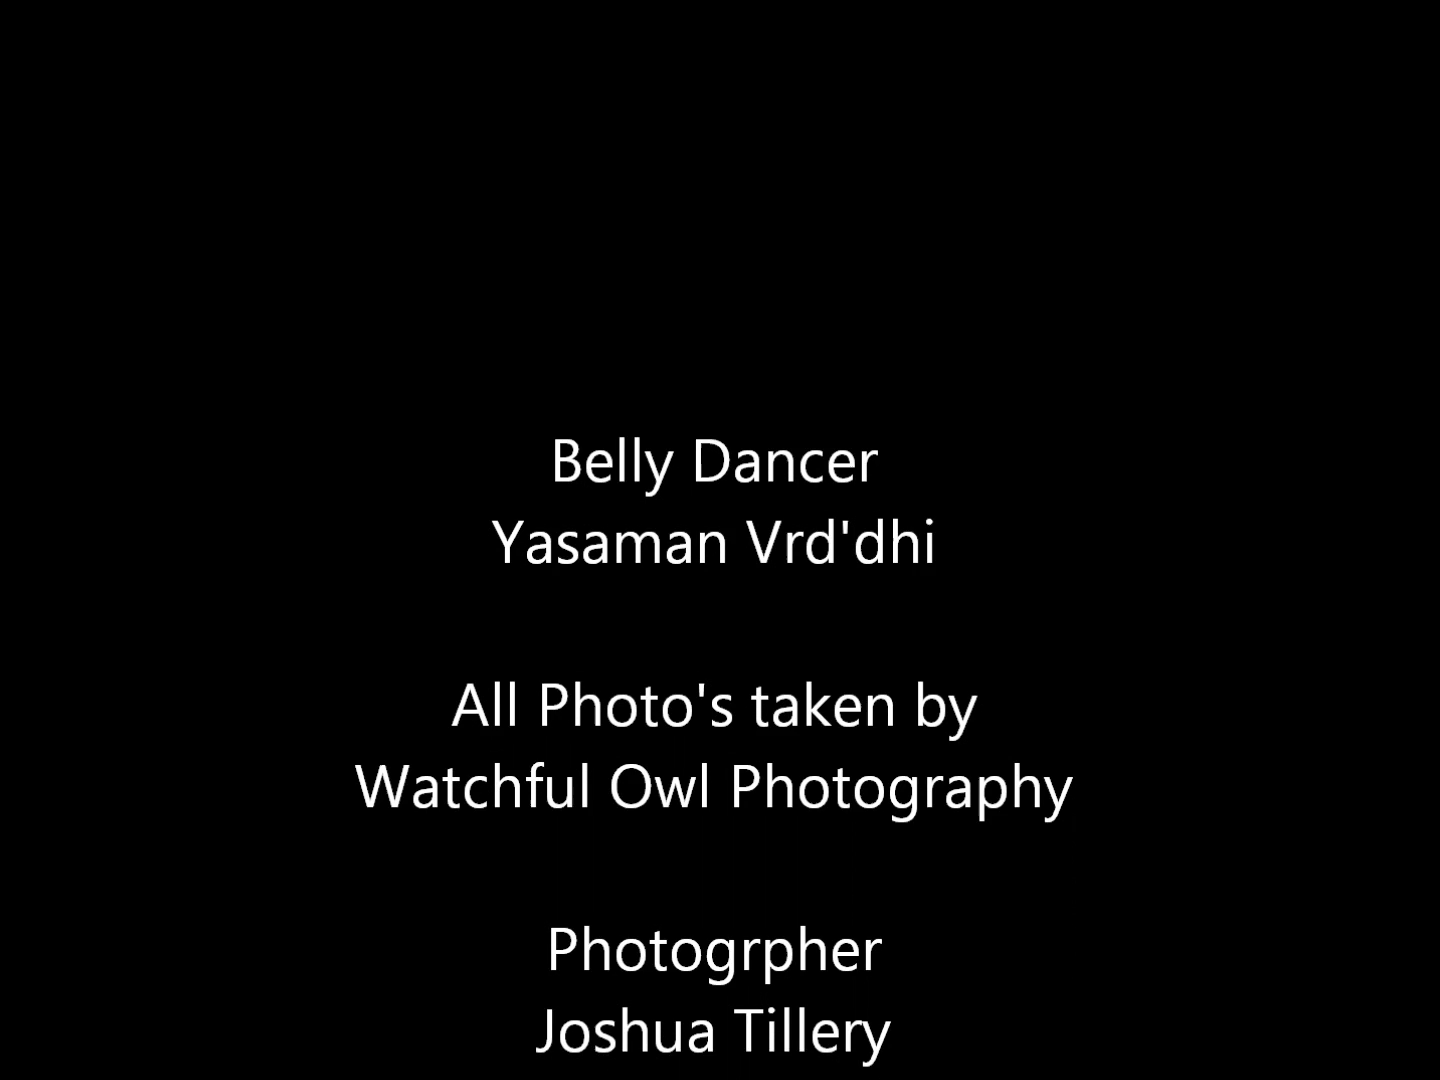 Belly Dancer
Yasaman Vrd'dhi
All Photo's taken by
Watchful Owl Photography
Photogrpher
Joshua Tillery